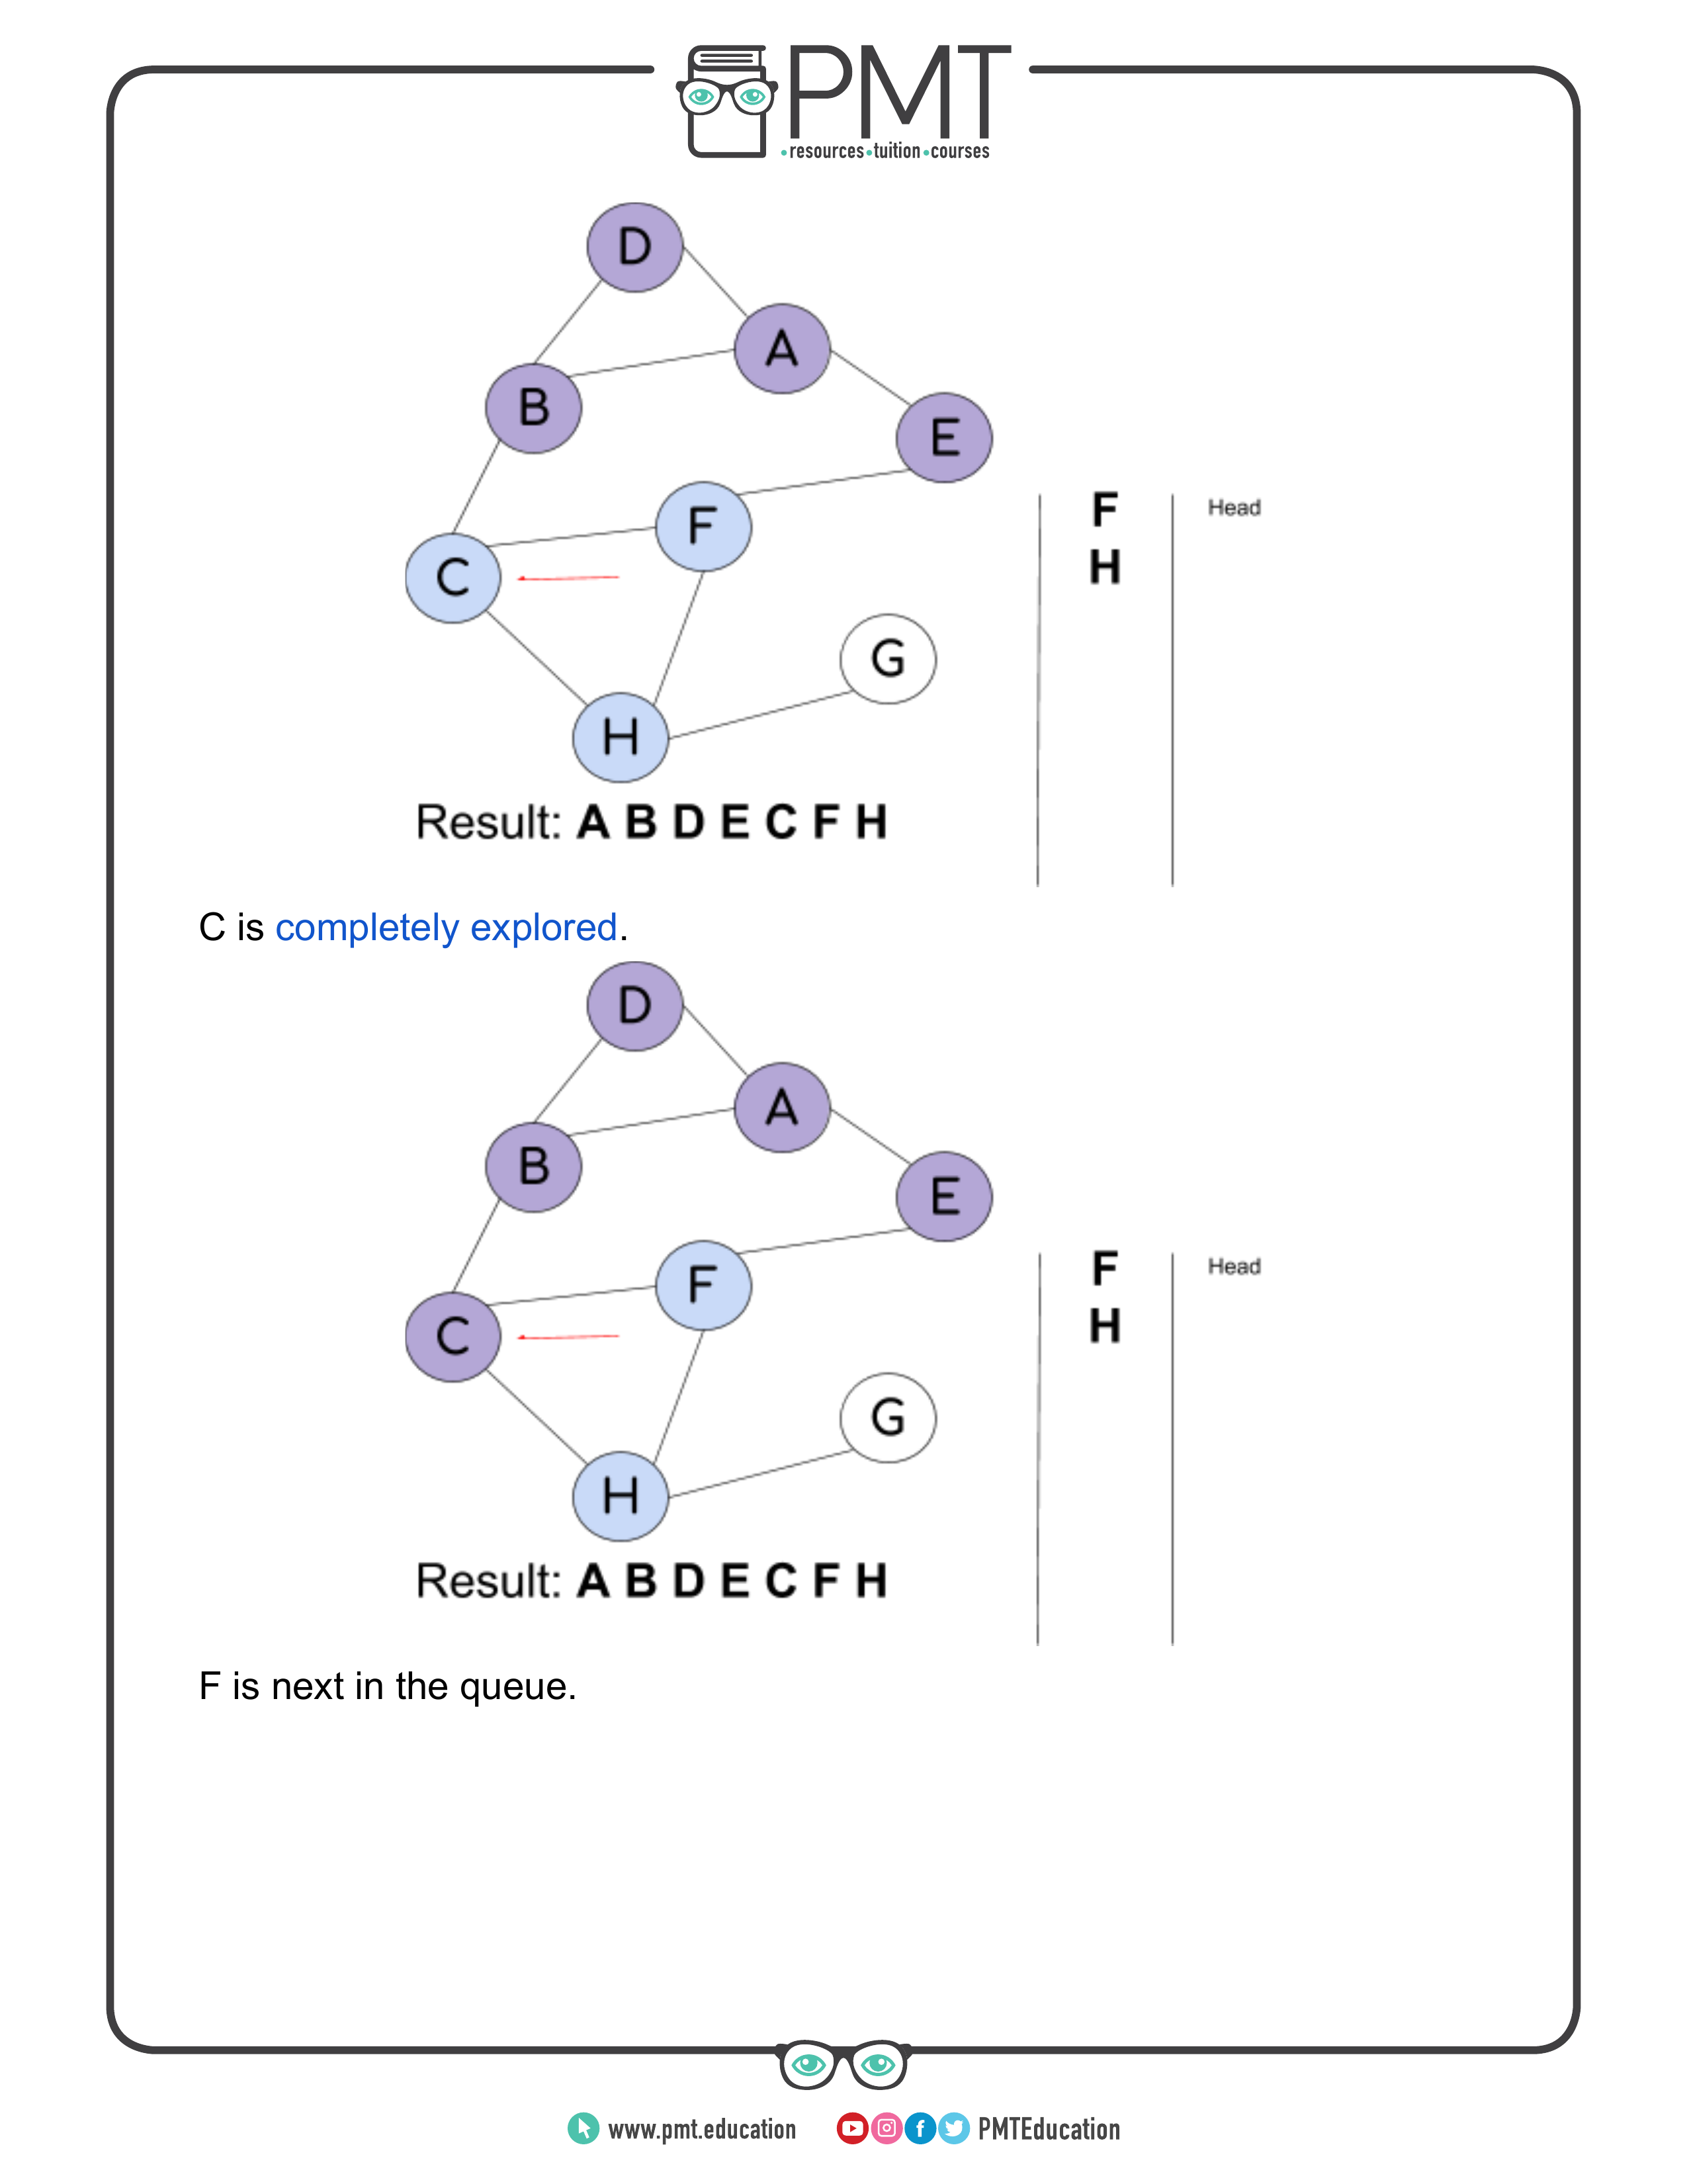 PMT
•resources•tuition•courses
D
A
B
E
F
F
Head
H
C
G
H
Result: A B D E C F H
C is completely explored.
D
A
B
E
F
F
Head
H
C
G
H
Result: A B D E C F H
F is next in the queue.
www.pmt.education
PMTEducation